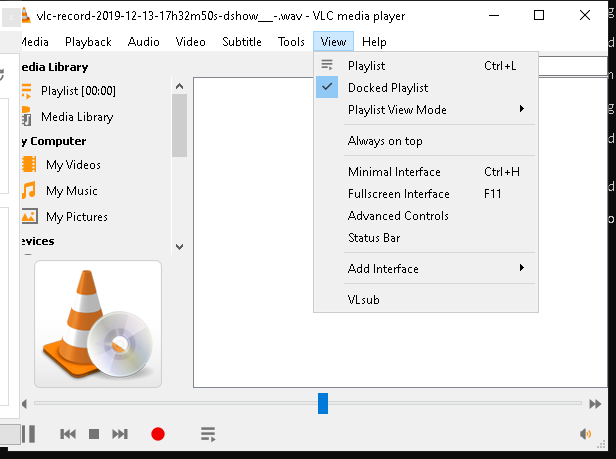 vlc-record-2019-12-13-17h32m50s-dshow__-.wav - VLC media player
Media Playback Audio Video Subtitle Tools View Help
edia Library
Playlist [00:00]
Media Library
y Computer
My Videos
My Music
My Pictures
evices
Playlist Ctrl+L
Docked Playlist
Playlist View Mode
Always on top
Minimal Interface Ctrl+H
Fullscreen Interface F11
Advanced Controls
Status Bar
Add Interface
VLsub